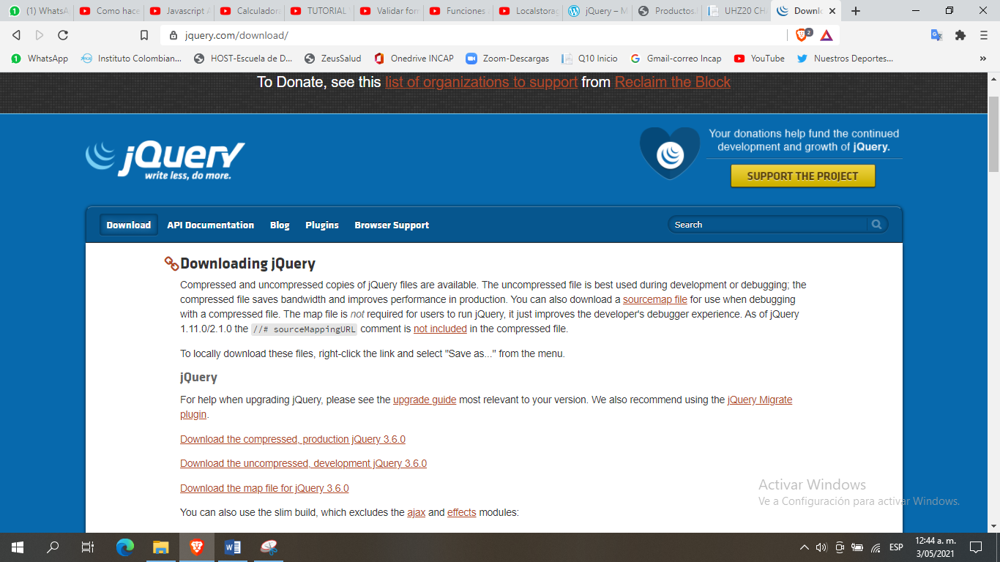 (1) WhatsA
Como hace
Javascript A
Calculador
TUTORIAL
Validar for
Funciones
Localstorag
jQuery – M
Productos.
UHZ20 CH
Downl
jquery.com/download/
2
WhatsApp
Instituto Colombian...
HOST-Escuela de D...
ZeusSalud
Onedrive INCAP
Zoom-Descargas
Q10 Inicio
Gmail-correo Incap
YouTube
Nuestros Deportes...
»
To Donate, see this list of organizations to support from Reclaim the Block
jQuery
write less, do more.
Your donations help fund the continued
development and growth of jQuery.
SUPPORT THE PROJECT
Download
API Documentation
Blog
Plugins
Browser Support
Search
Downloading jQuery
Compressed and uncompressed copies of jQuery files are available. The uncompressed file is best used during development or debugging; the
compressed file saves bandwidth and improves performance in production. You can also download a sourcemap file for use when debugging
with a compressed file. The map file is not required for users to run jQuery, it just improves the developer's debugger experience. As of jQuery
1.11.0/2.1.0 the //# sourceMappingURL comment is not included in the compressed file.
To locally download these files, right-click the link and select "Save as..." from the menu.
jQuery
For help when upgrading jQuery, please see the upgrade guide most relevant to your version. We also recommend using the jQuery Migrate
plugin.
Download the compressed, production jQuery 3.6.0
Download the uncompressed, development jQuery 3.6.0
Download the map file for jQuery 3.6.0
You can also use the slim build, which excludes the ajax and effects modules:
Activar Windows
Ve a Configuración para activar Windows.
ESP
12:44 a. m.
3/05/2021